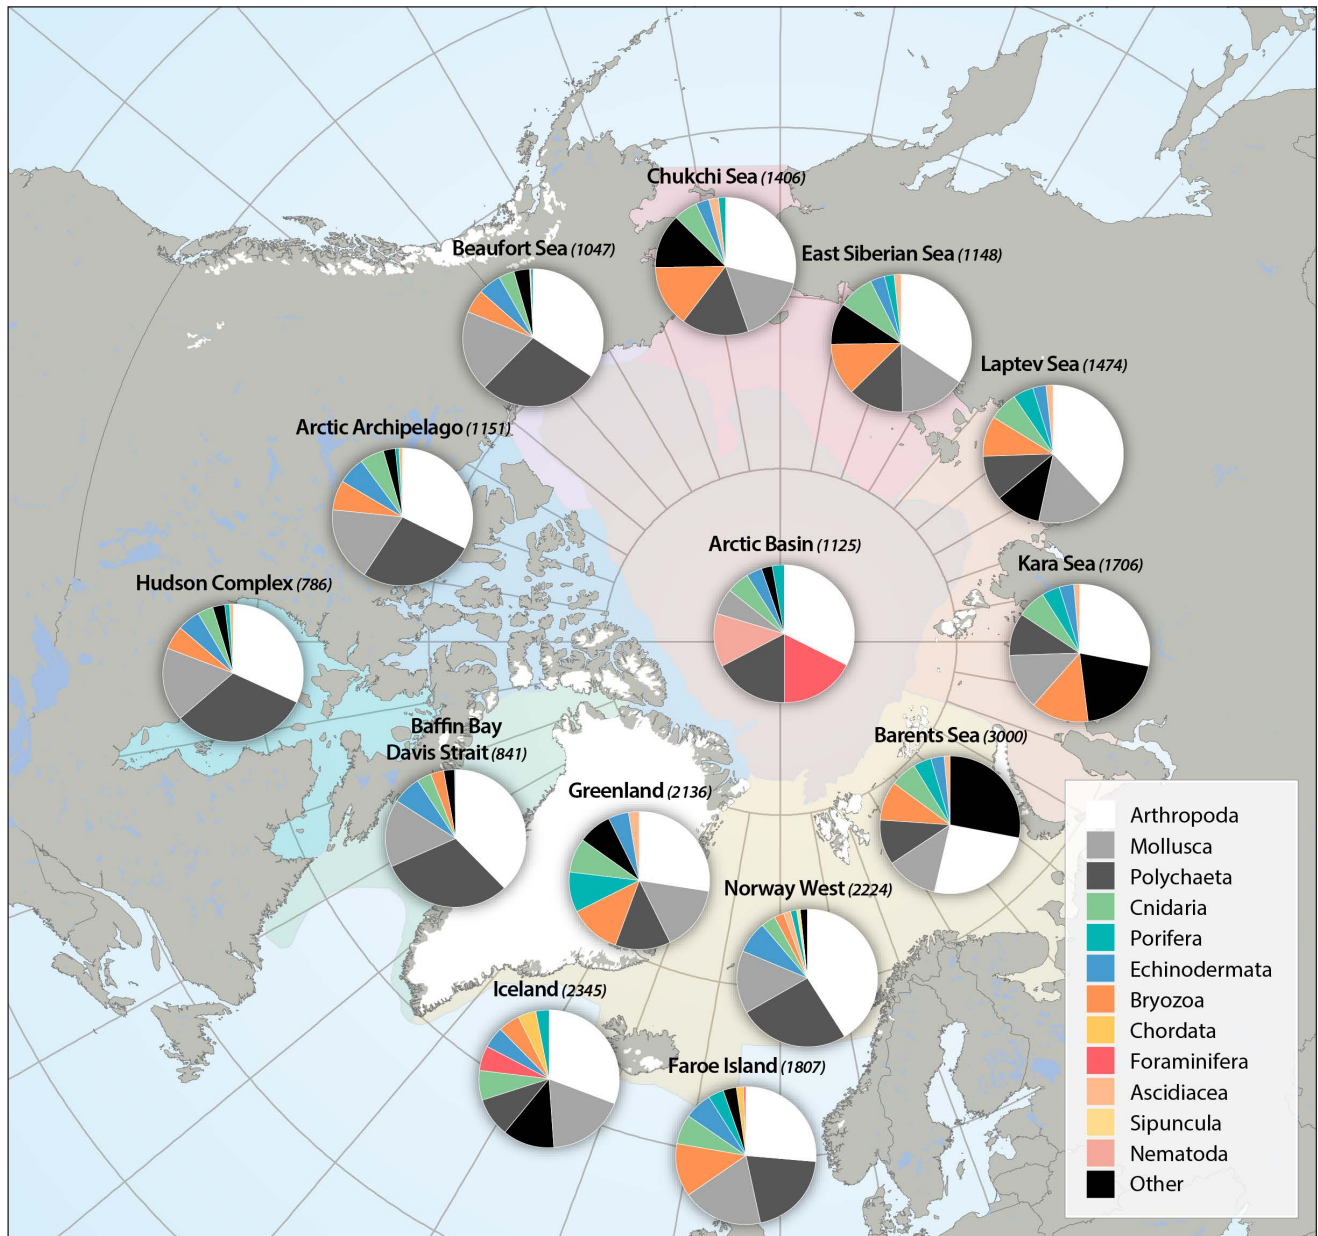 Chukchi Sea (1406)
Beaufort Sea (1047)
East Siberian Sea (1148)
Laptev Sea (1474)
Arctic Archipelago (1151)
Arctic Basin (1125)
Kara Sea (1706)
Hudson Complex (786)
Baffin Bay
Davis Strait (841)
Barents Sea (3000)
Greenland (2136)
Norway West (2224)
Iceland (2345)
Faroe Island (1807)
Arthropoda
Mollusca
Polychaeta
Cnidaria
Porifera
Echinodermata
Bryozoa
Chordata
Foraminifera
Ascidiacea
Sipuncula
Nematoda
Other